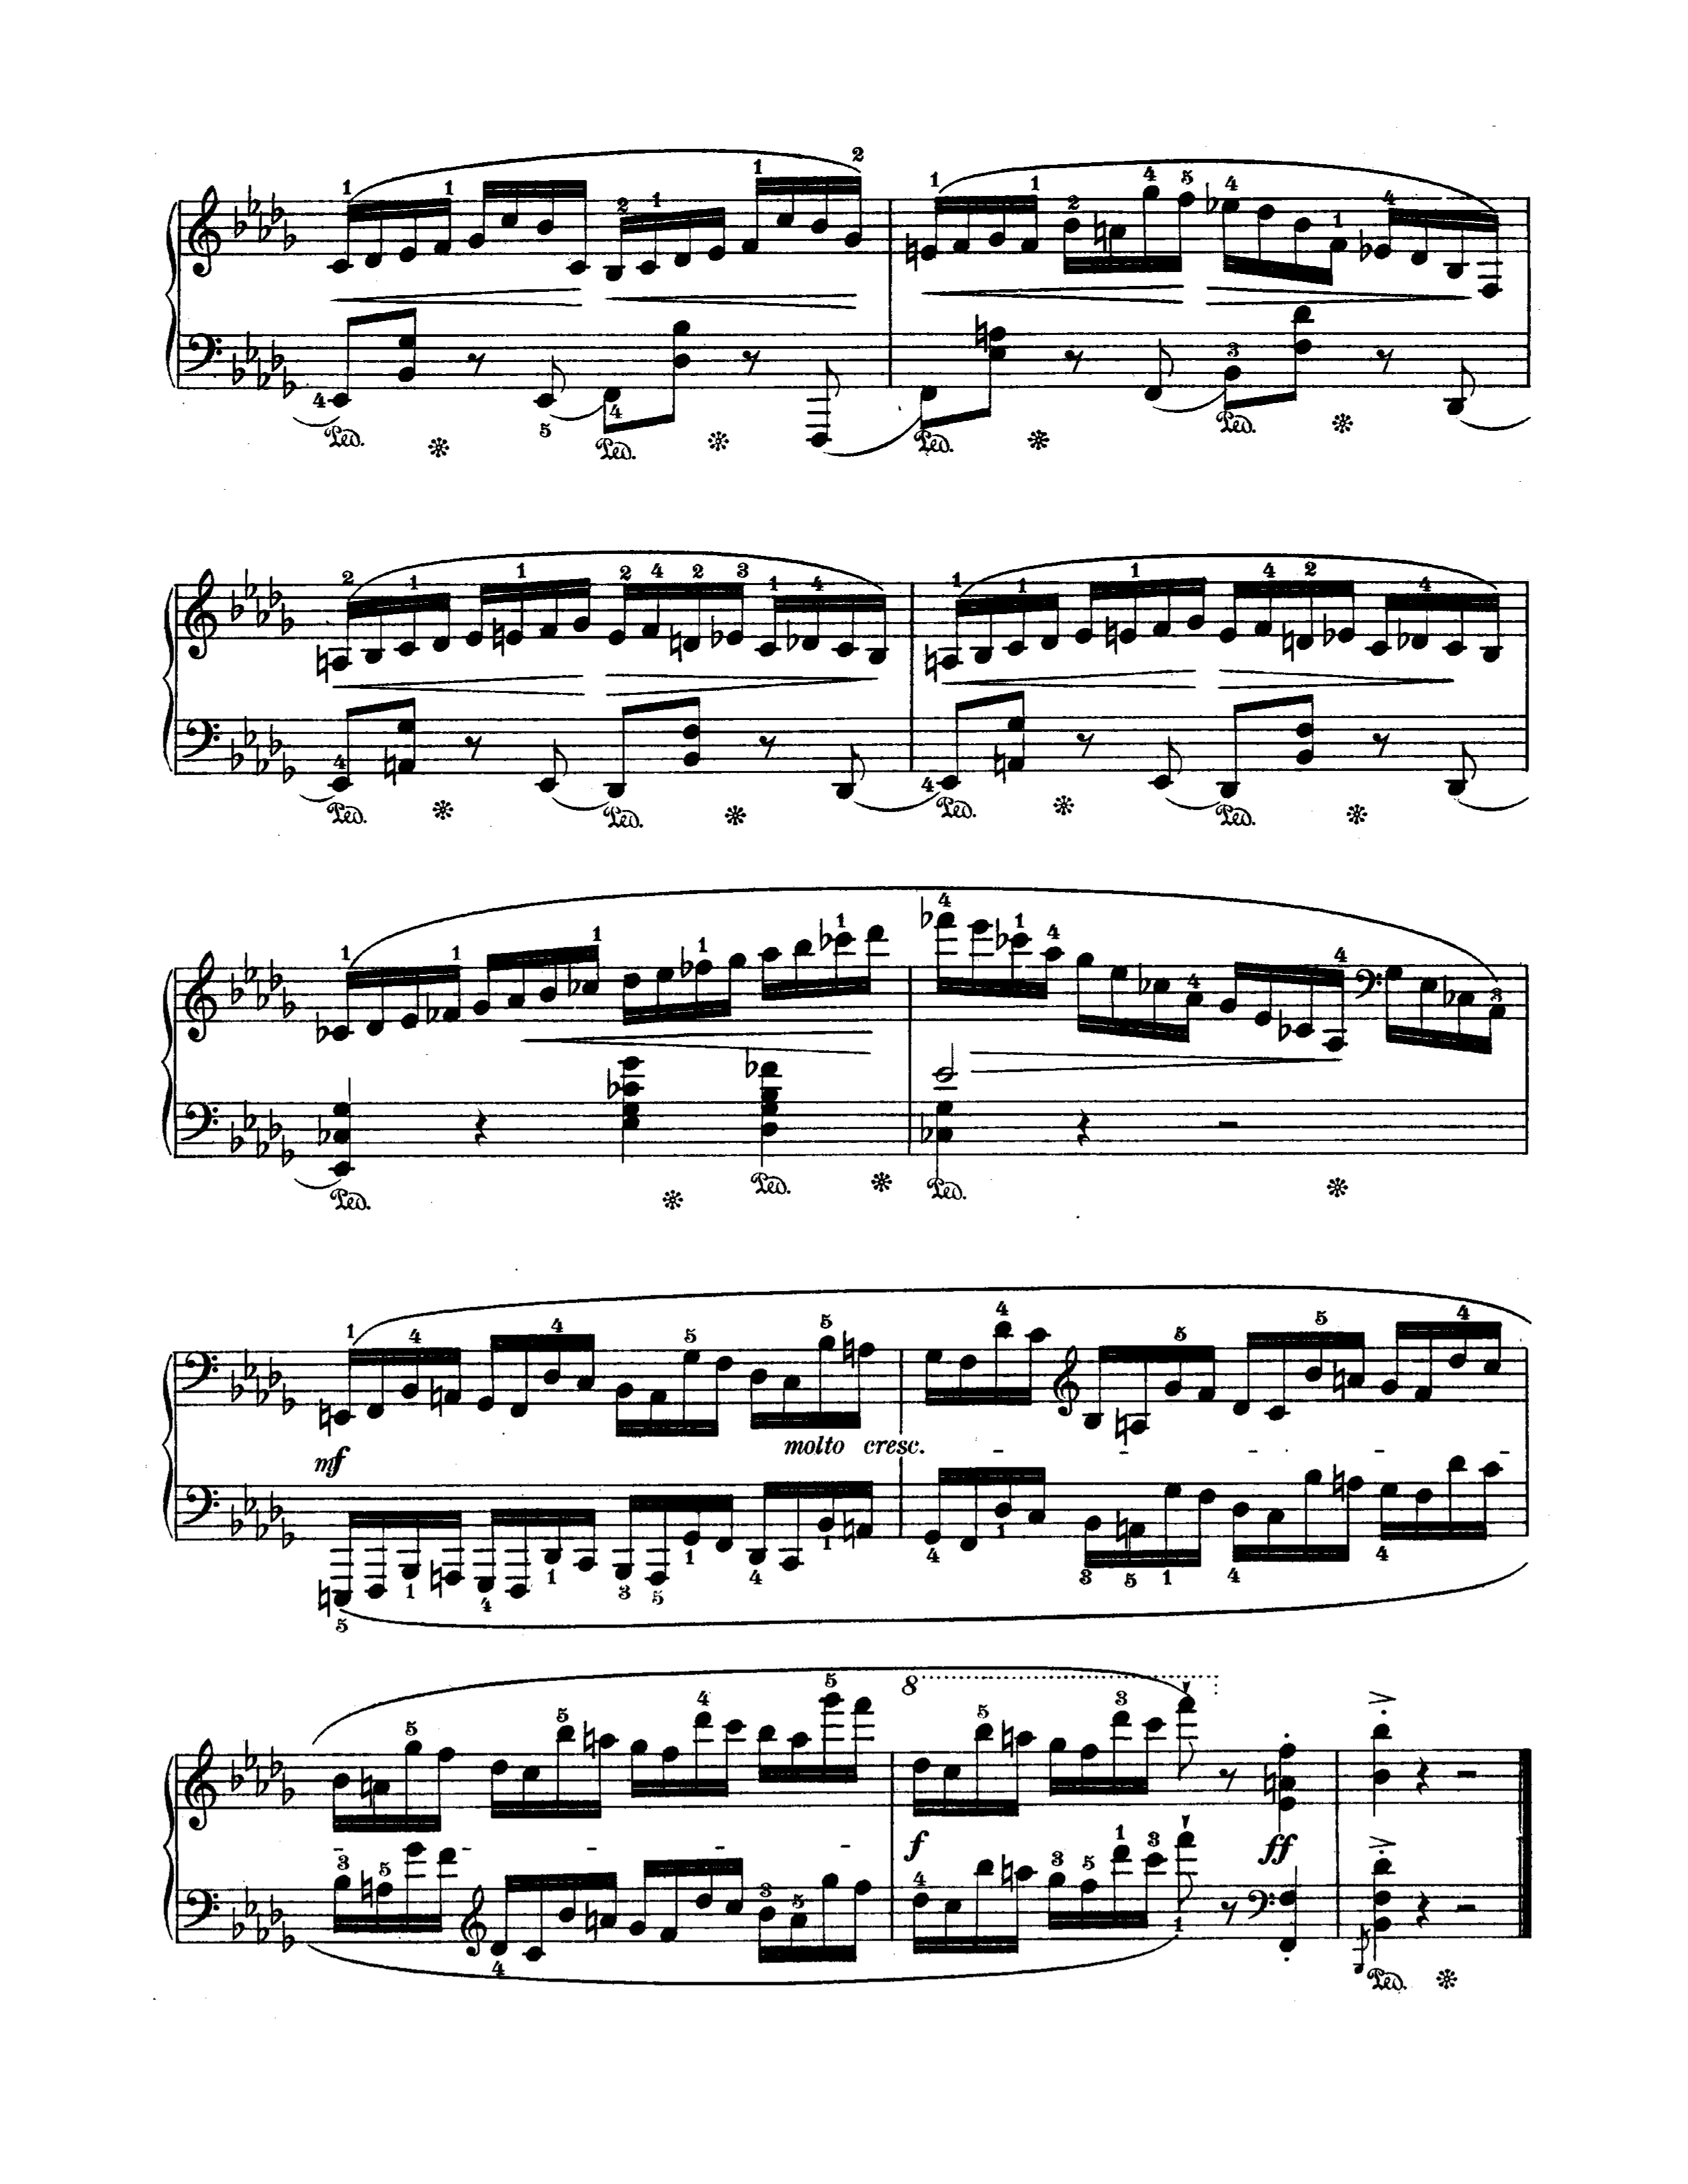 1 1 2 1 1 2 1 1 2 4 5 4 1 4
4 5 4 3
Ped. Ped. Ped. Ped.
2 1 1 2 4 2 3 1 4 1 1 1 4 2 4
4 4
Ped. Ped. Ped. Ped.
1 1 1 1 1 4 1 4 4 4 3
Ped. Ped. Ped.
1 4 4 5 5 4 5 5 4
mf molto cresc.
5 1 4 1 3 5 1 4 1 4 1 3 5 1 4 4
5 5 4 5 8 5 3
f ff
3 5 4 3 5 4 3 5 1 3 1
Ped.